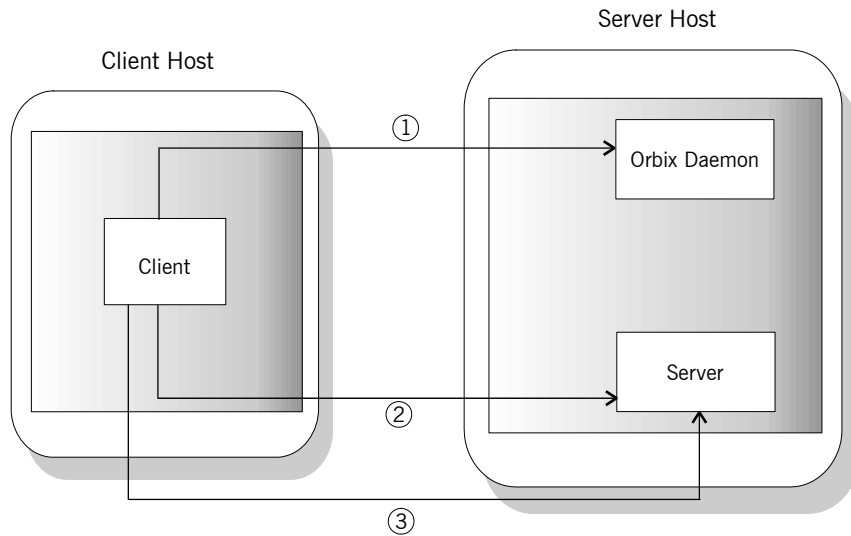 Server Host
Client Host
①
Orbix Daemon
Client
Server
②
③